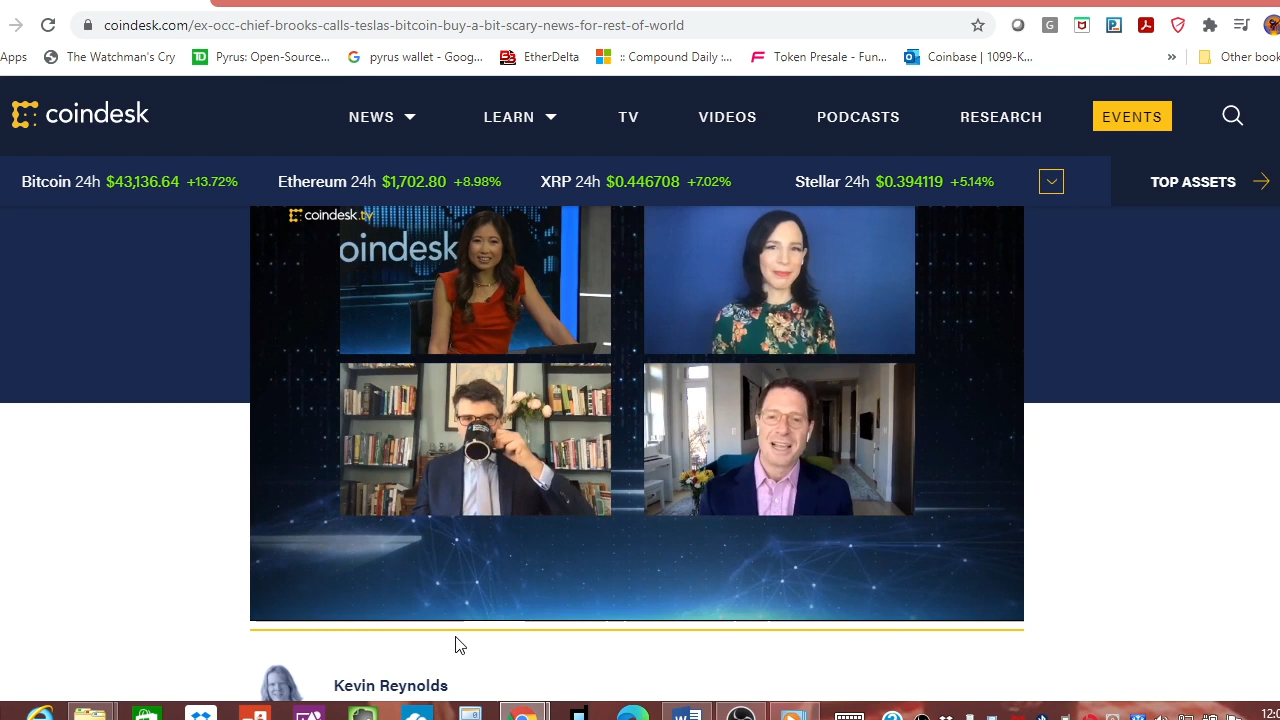 coindesk.com/ex-occ-chief-brooks-calls-teslas-bitcoin-buy-a-bit-scary-news-for-rest-of-world
Apps The Watchman's Cry Pyrus: Open-Source... pyrus wallet - Goog... EtherDelta :: Compound Daily :... Token Presale - Fun... Coinbase | 1099-K... » Other book
coindesk NEWS LEARN TV VIDEOS PODCASTS RESEARCH EVENTS
Bitcoin 24h $43,136.64 +13.72% Ethereum 24h $1,702.80 +8.98% XRP 24h $0.446708 +7.02% Stellar 24h $0.394119 +5.14% TOP ASSETS
coindesk.tv
oindesk
Kevin Reynolds
12:0